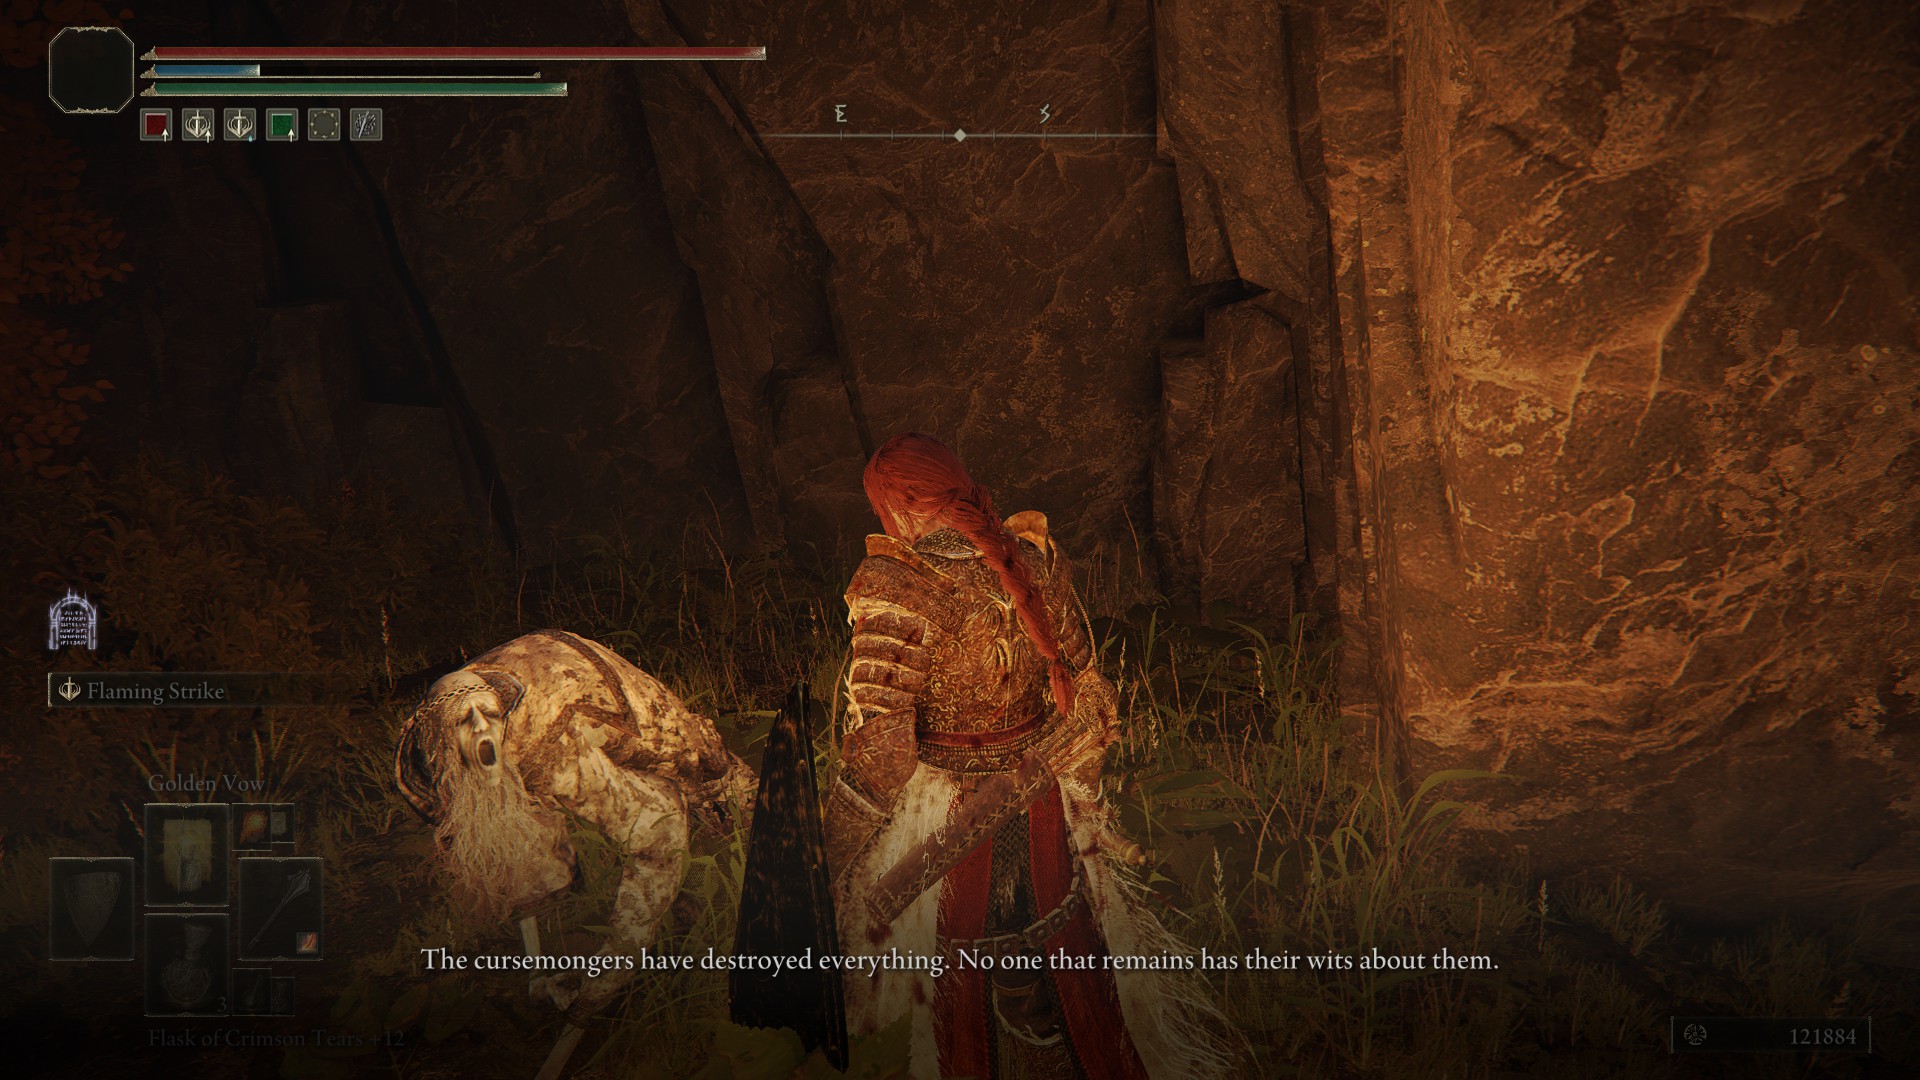 E S
Flaming Strike
Golden Vow
3
The cursemongers have destroyed everything. No one that remains has their wits about them.
Flask of Crimson Tears +12
121884